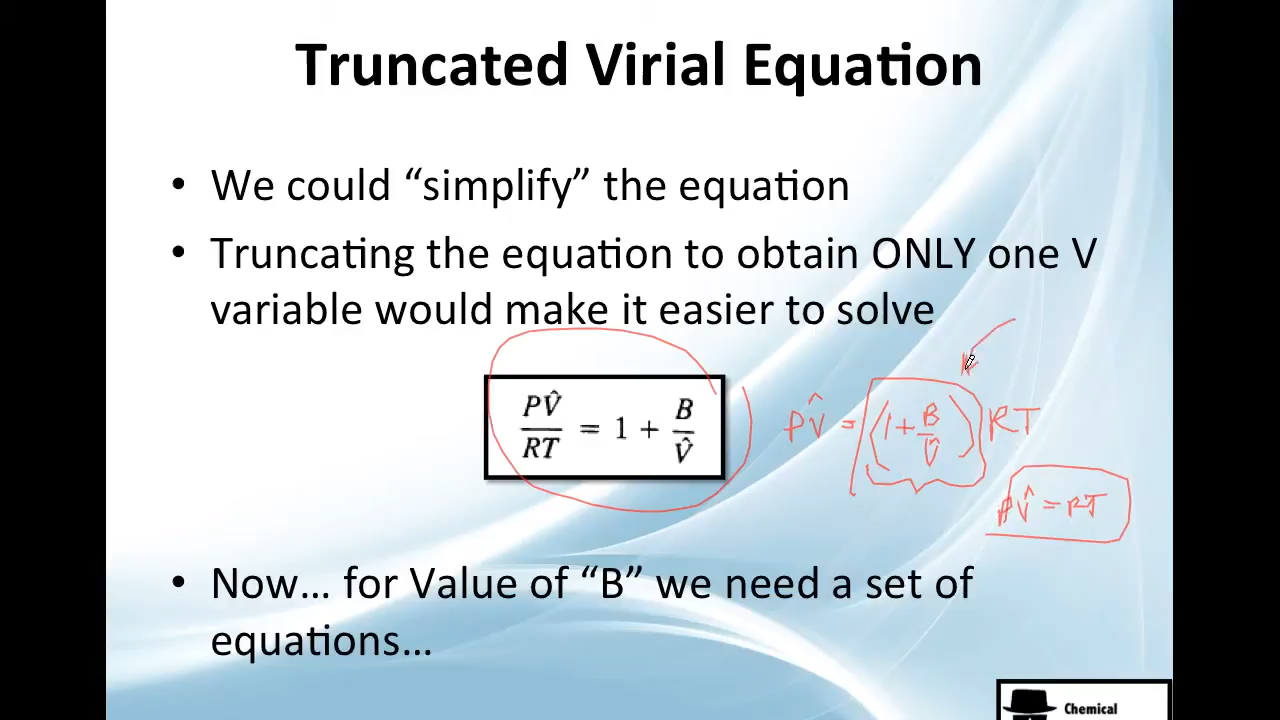 Truncated Virial Equation
• We could “simplify” the equation
• Truncating the equation to obtain ONLY one V
variable would make it easier to solve
PV̂/RT = 1 + B/V̂
PV̂ = (1 + B/V̂) RT
PV̂ = RT
• Now… for Value of “B” we need a set of
equations…
Chemical